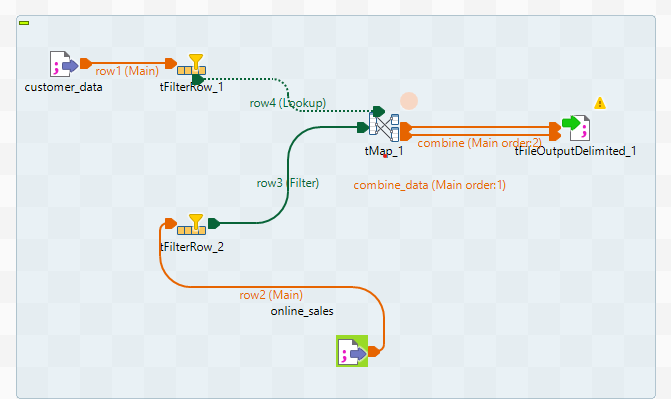 row1 (Main)
customer_data
tFilterRow_1
row4 (Lookup)
combine (Main order:2)
tMap_1
tFileOutputDelimited_1
row3 (Filter)
combine_data (Main order:1)
tFilterRow_2
row2 (Main)
online_sales